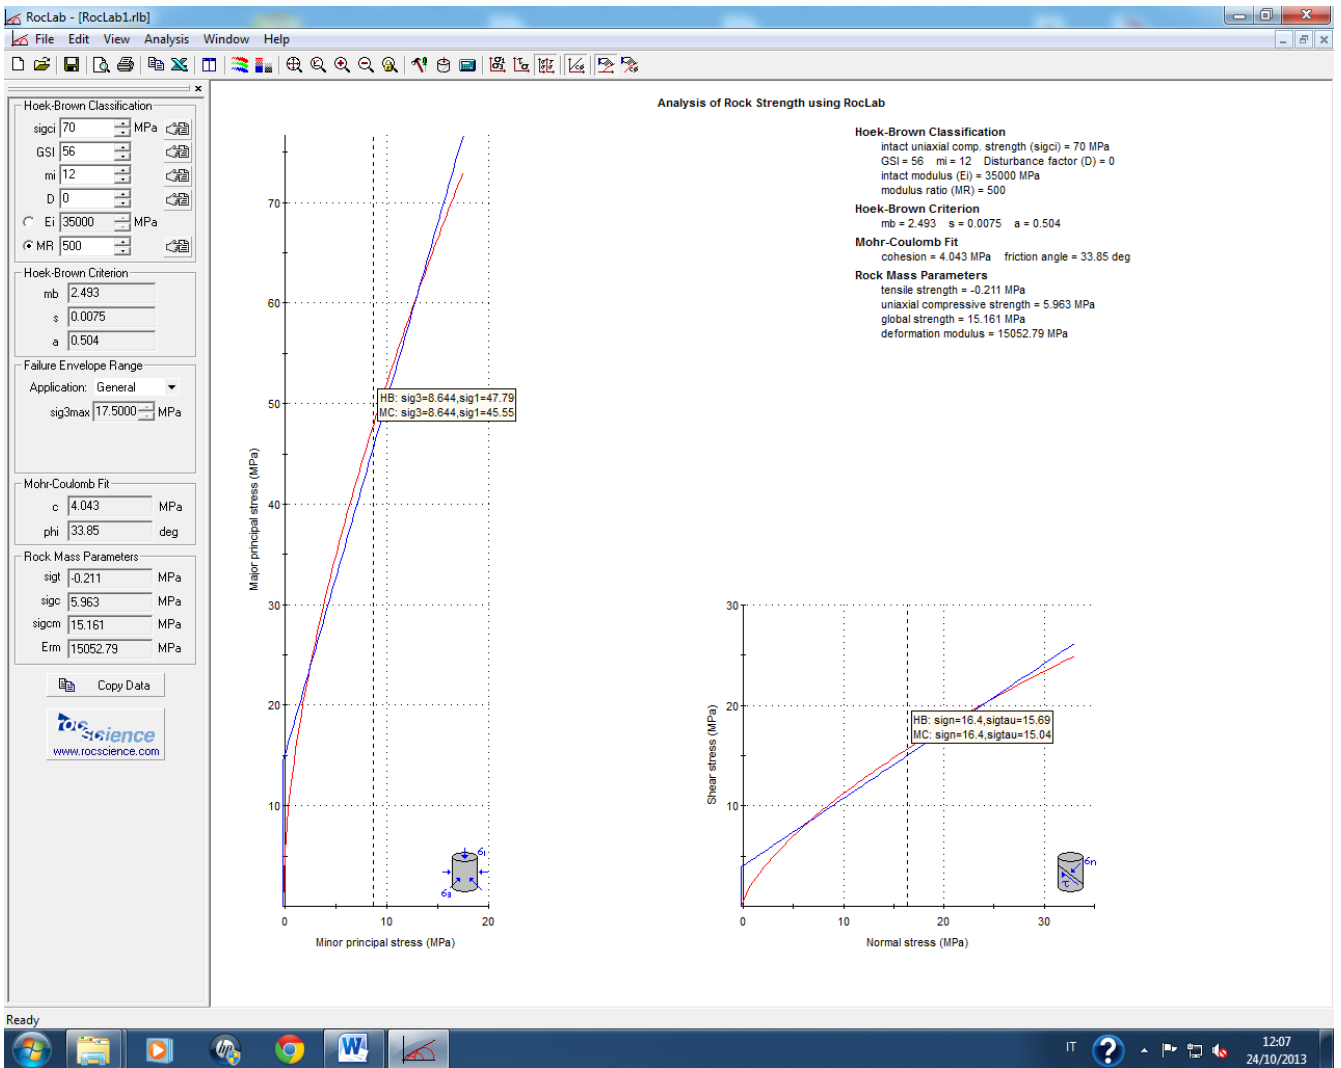 RocLab - [RocLab1.rlb]
File Edit View Analysis Window Help
Hoek-Brown Classification
sigci 70 MPa
GSI 56
mi 12
D 0
Ei 35000 MPa
MR 500
Hoek-Brown Criterion
mb 2.493
s 0.0075
a 0.504
Failure Envelope Range
Application: General
sig3max 17.5000 MPa
Mohr-Coulomb Fit
c 4.043 MPa
phi 33.85 deg
Rock Mass Parameters
sigt -0.211 MPa
sigc 5.963 MPa
sigcm 15.161 MPa
Erm 15052.79 MPa
Copy Data
rocscience
www.rocscience.com
Analysis of Rock Strength using RocLab
Hoek-Brown Classification
intact uniaxial comp. strength (sigci) = 70 MPa
GSI = 56 mi = 12 Disturbance factor (D) = 0
intact modulus (Ei) = 35000 MPa
modulus ratio (MR) = 500
Hoek-Brown Criterion
mb = 2.493 s = 0.0075 a = 0.504
Mohr-Coulomb Fit
cohesion = 4.043 MPa friction angle = 33.85 deg
Rock Mass Parameters
tensile strength = -0.211 MPa
uniaxial compressive strength = 5.963 MPa
global strength = 15.161 MPa
deformation modulus = 15052.79 MPa
Major principal stress (MPa)
70
60
50
40
30
20
10
HB: sig3=8.644,sig1=47.79
MC: sig3=8.644,sig1=45.55
σ1
σ3
0 10 20
Minor principal stress (MPa)
Shear stress (MPa)
30
20
10
HB: sign=16.4,sigtau=15.69
MC: sign=16.4,sigtau=15.04
σn
τ
0 10 20 30
Normal stress (MPa)
Ready
hp
W
IT
12:07
24/10/2013